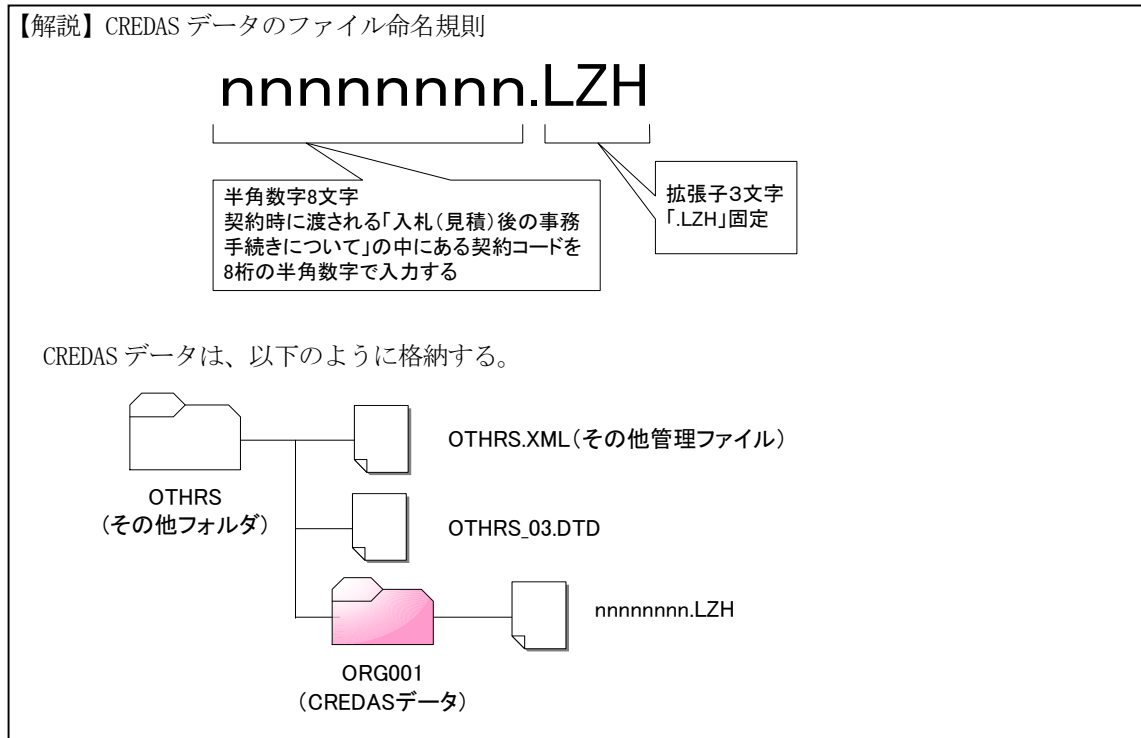 【解説】CREDAS データのファイル命名規則
nnnnnnnn.LZH
半角数字8文字
契約時に渡される「入札（見積）後の事務
手続きについて」の中にある契約コードを
8桁の半角数字で入力する
拡張子３文字
「.LZH」固定
CREDAS データは、以下のように格納する。
OTHRS.XML（その他管理ファイル）
OTHRS
（その他フォルダ）
OTHRS_03.DTD
nnnnnnnn.LZH
ORG001
（CREDASデータ）